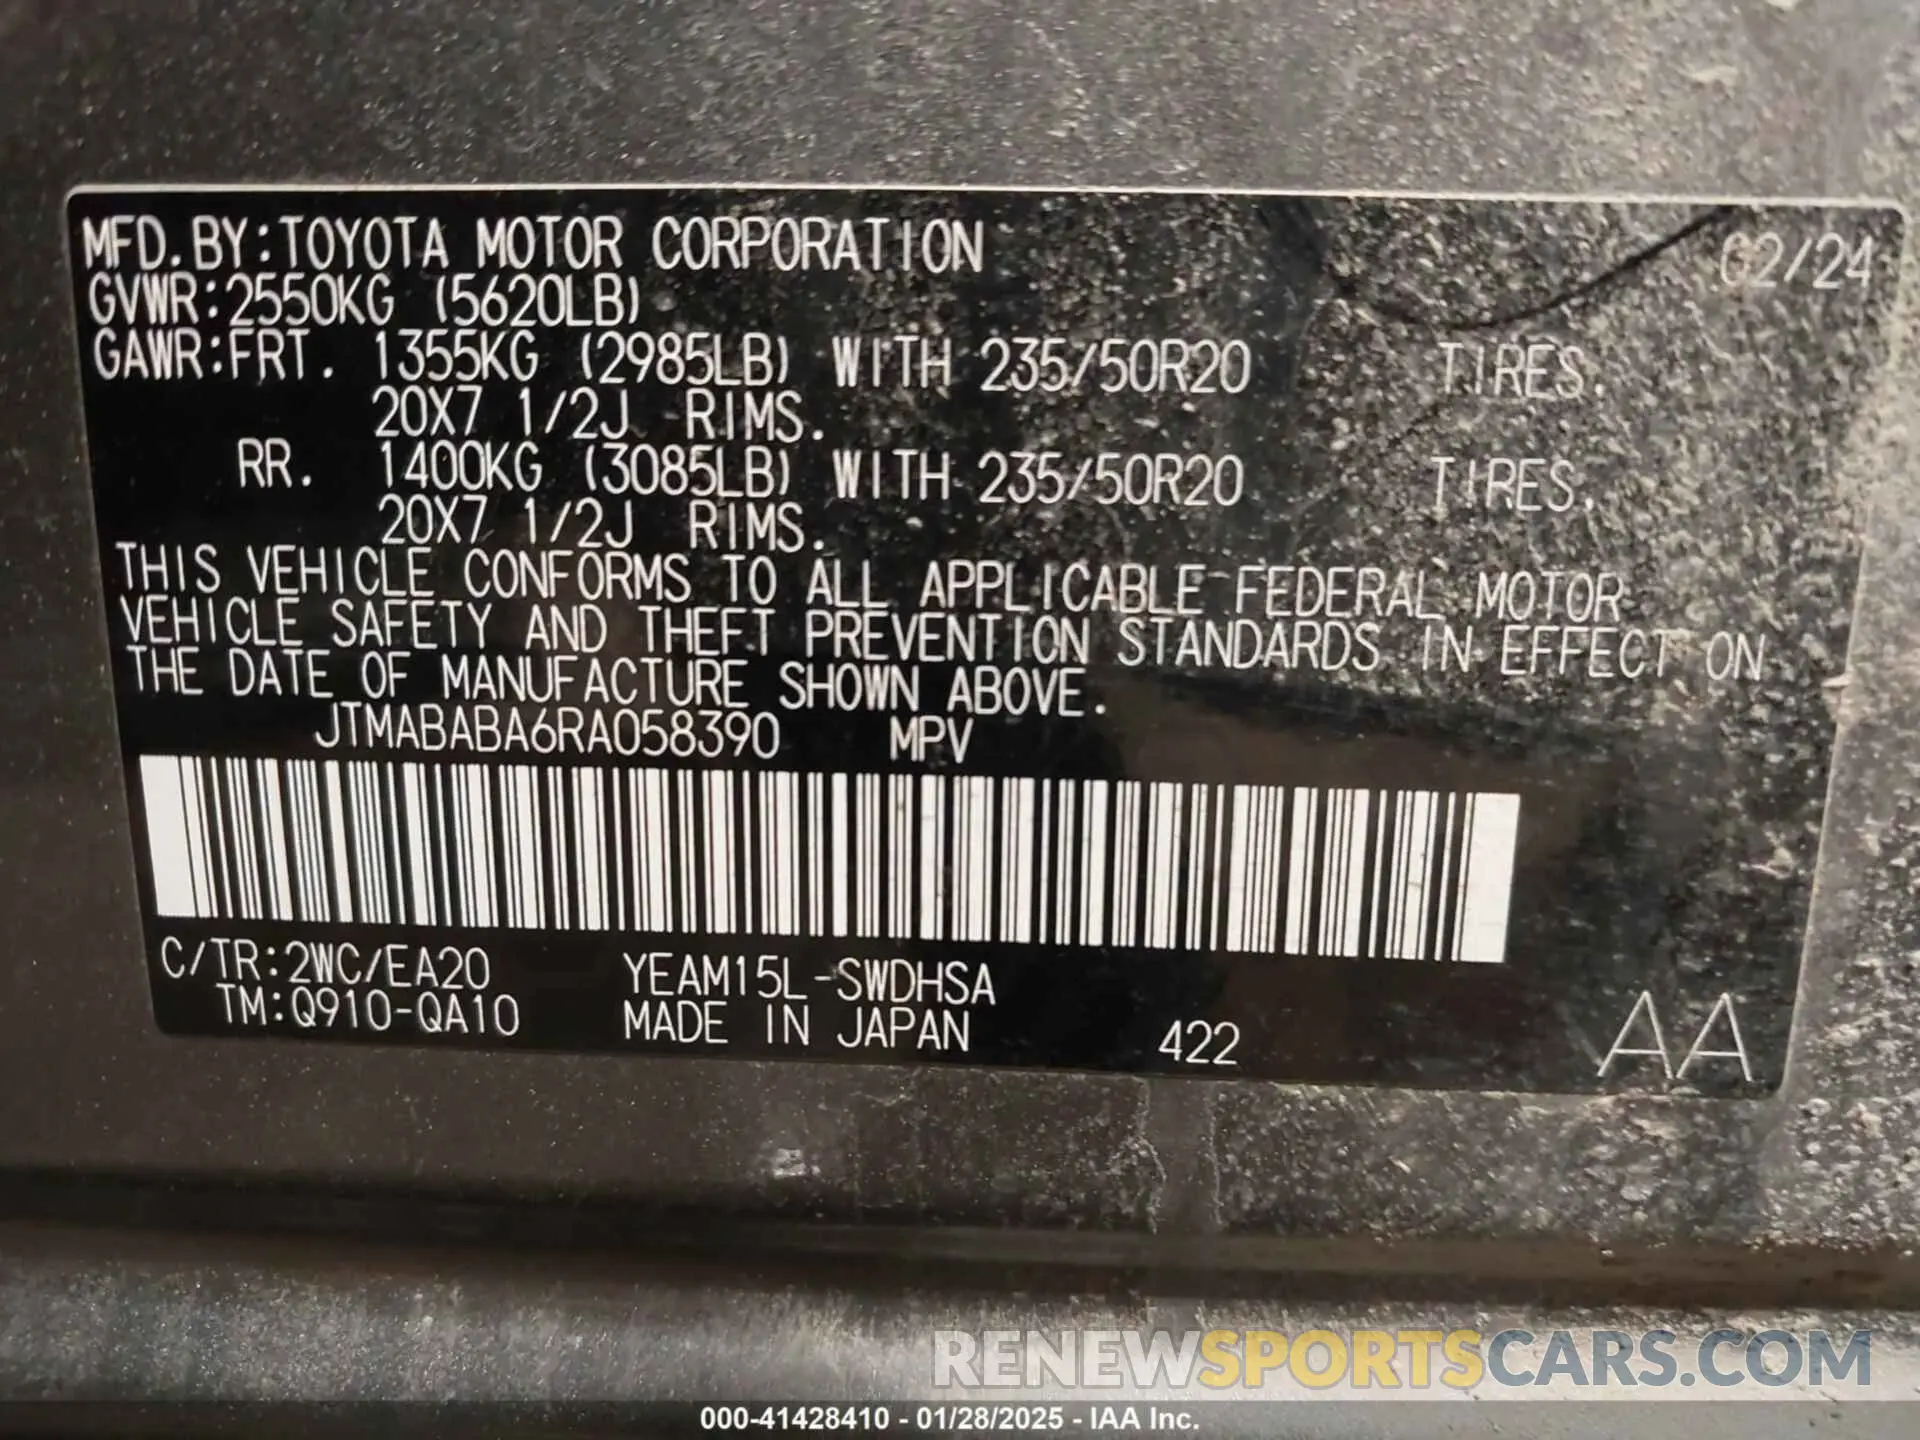 MFD.BY:TOYOTA MOTOR CORPORATION 02/24
GVWR:2550KG (5620LB)
GAWR:FRT. 1355KG (2985LB) WITH 235/50R20 TIRES.
20X7 1/2J RIMS.
RR. 1400KG (3085LB) WITH 235/50R20 TIRES.
20X7 1/2J RIMS.
THIS VEHICLE CONFORMS TO ALL APPLICABLE FEDERAL MOTOR
VEHICLE SAFETY AND THEFT PREVENTION STANDARDS IN EFFECT ON
THE DATE OF MANUFACTURE SHOWN ABOVE.
JTMABABA6RA058390 MPV
C/TR:2WC/EA20 YEAM15L-SWDHSA
TM:Q910-QA10 MADE IN JAPAN 422 AA
RENEWSPORTSCARS.COM
000-41428410 - 01/28/2025 - IAA Inc.